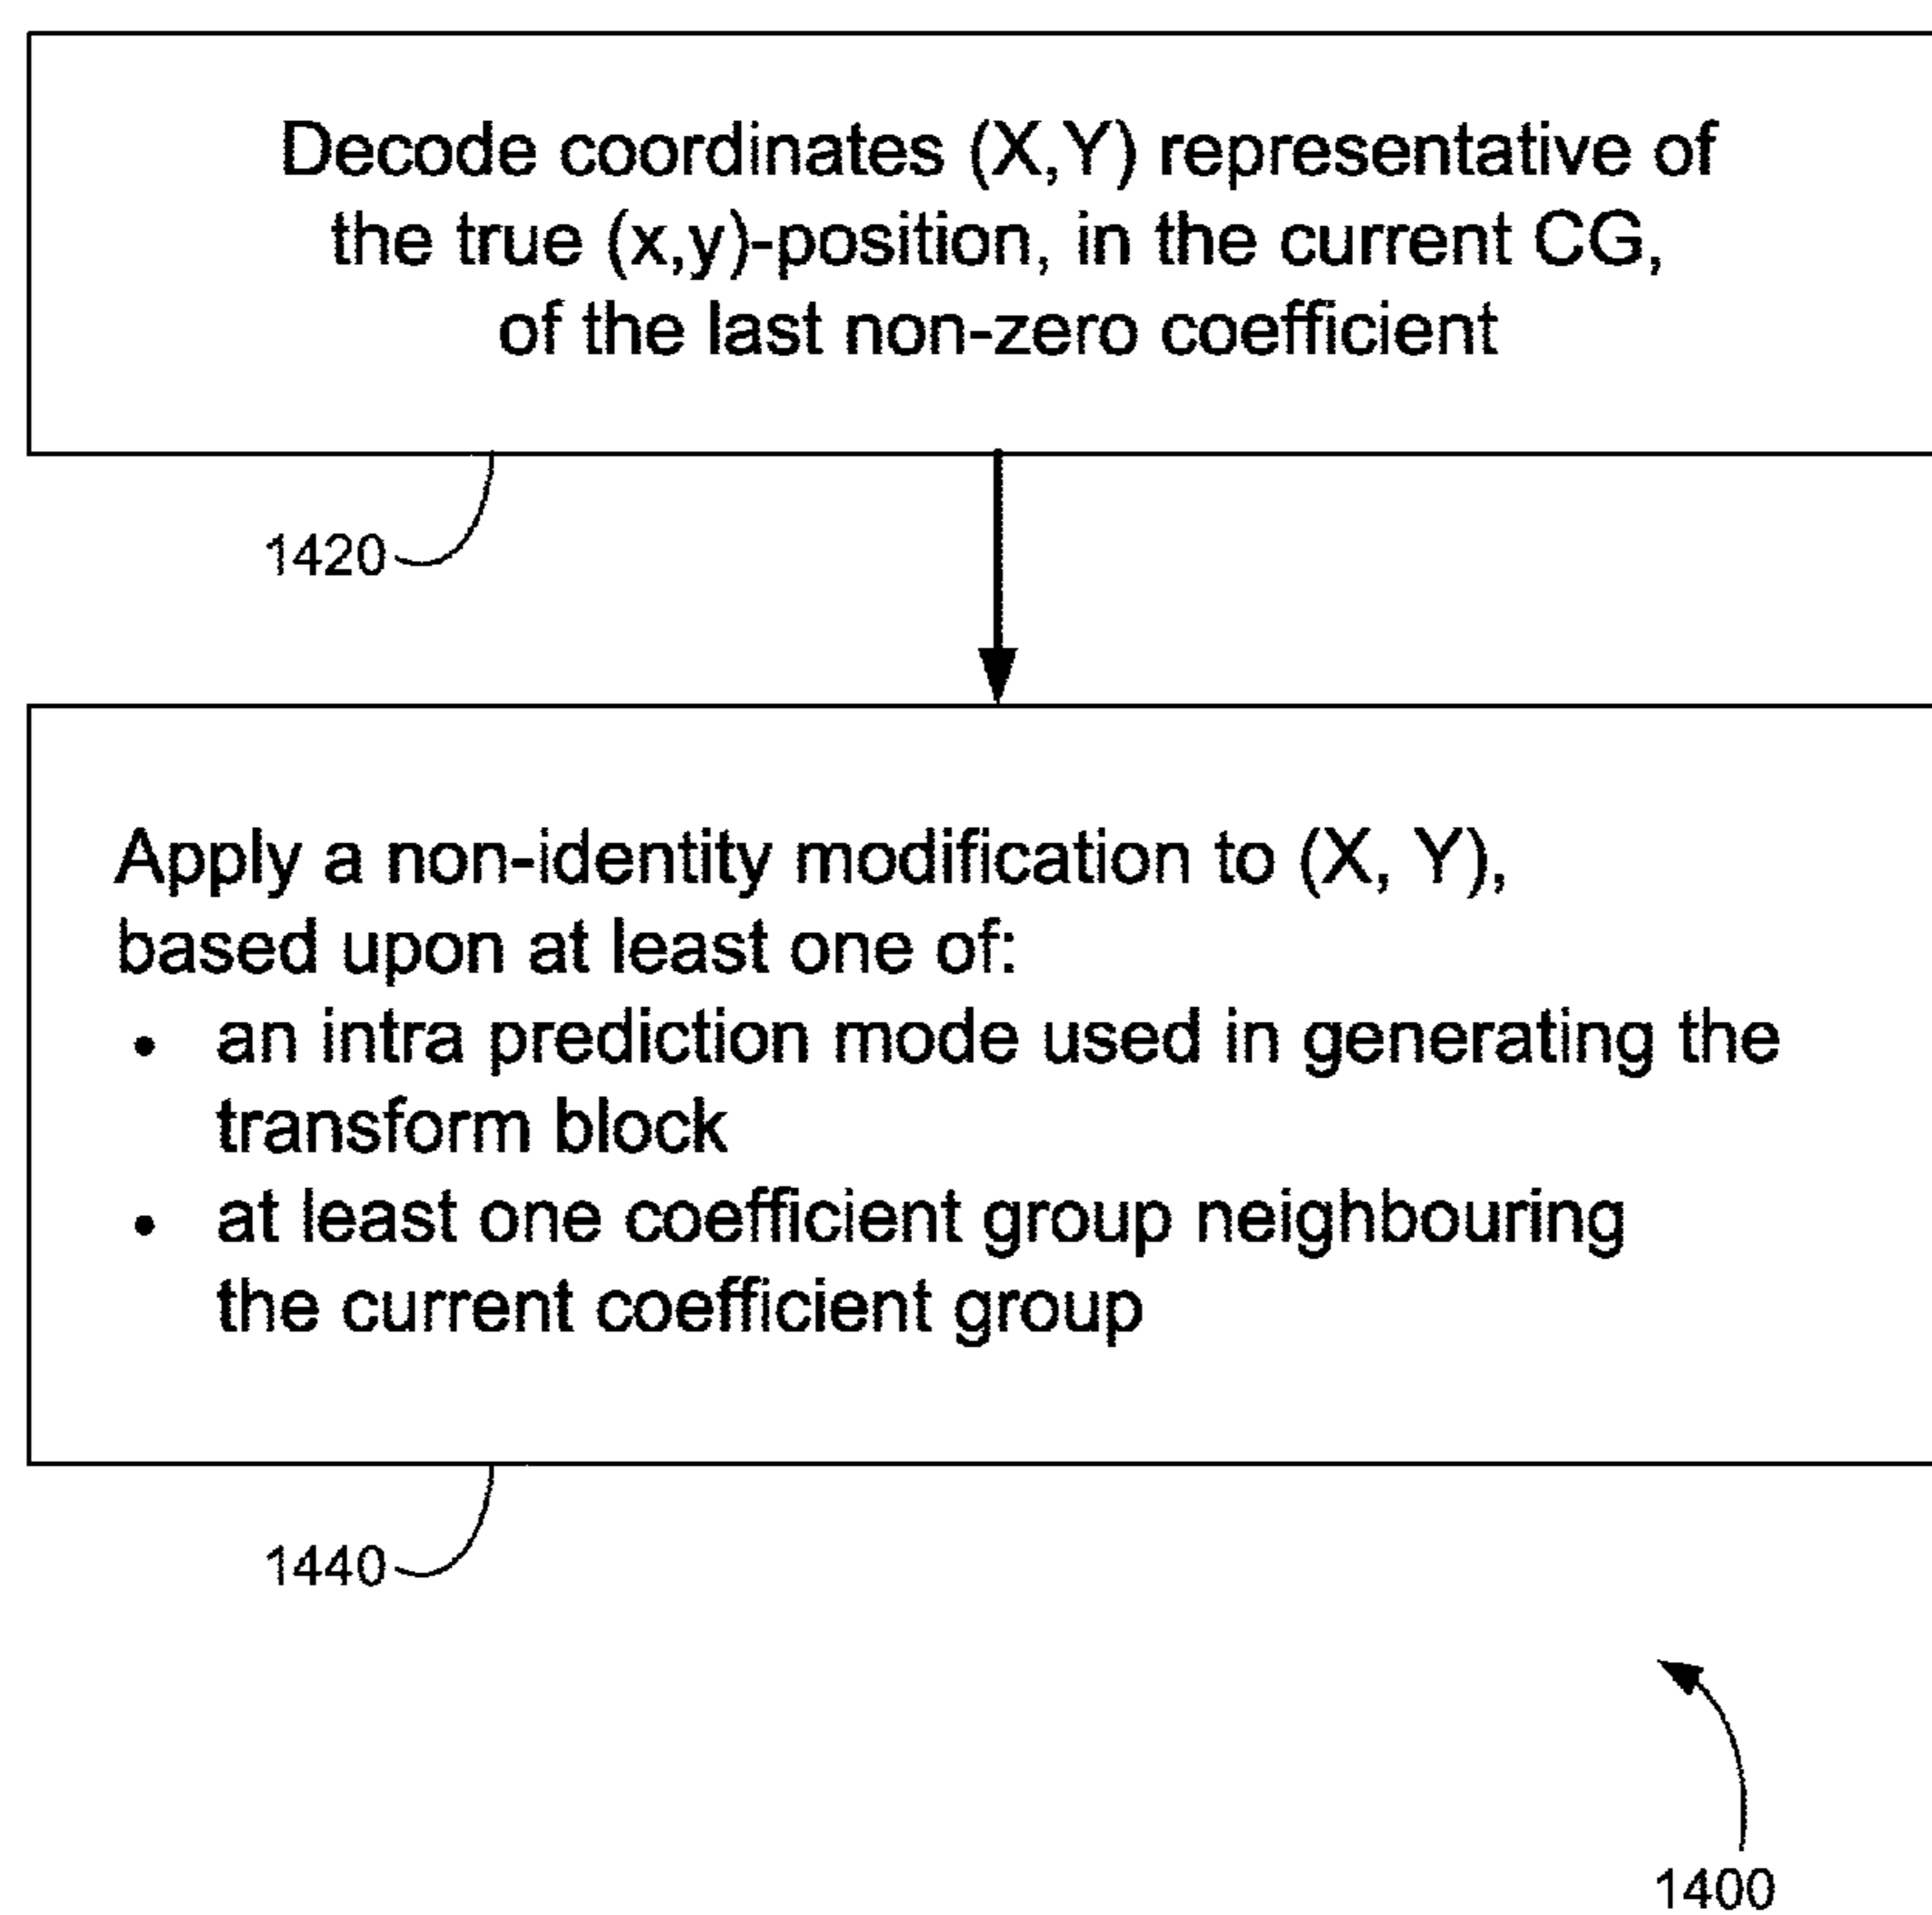 Decode coordinates (X,Y) representative of
the true (x,y)-position, in the current CG,
of the last non-zero coefficient
1420
Apply a non-identity modification to (X, Y),
based upon at least one of:
• an intra prediction mode used in generating the
transform block
• at least one coefficient group neighbouring
the current coefficient group
1440
1400